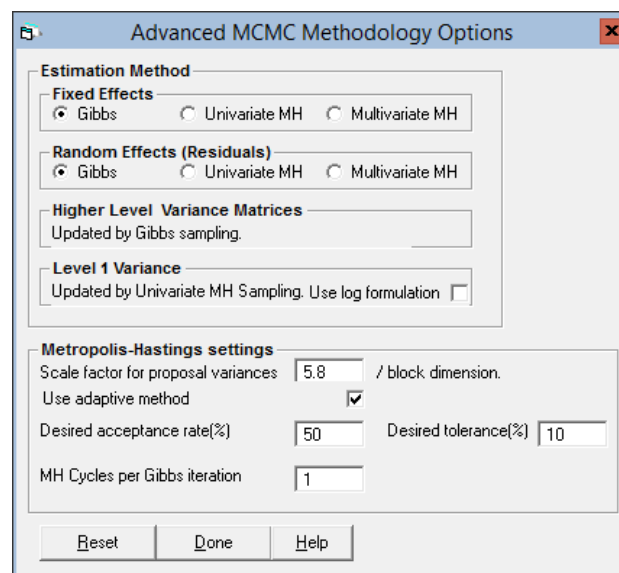 Advanced MCMC Methodology Options
Estimation Method
Fixed Effects
Gibbs Univariate MH Multivariate MH
Random Effects (Residuals)
Gibbs Univariate MH Multivariate MH
Higher Level Variance Matrices
Updated by Gibbs sampling.
Level 1 Variance
Updated by Univariate MH Sampling. Use log formulation
Metropolis-Hastings settings
Scale factor for proposal variances 5.8 / block dimension.
Use adaptive method
Desired acceptance rate(%) 50 Desired tolerance(%) 10
MH Cycles per Gibbs iteration 1
Reset Done Help